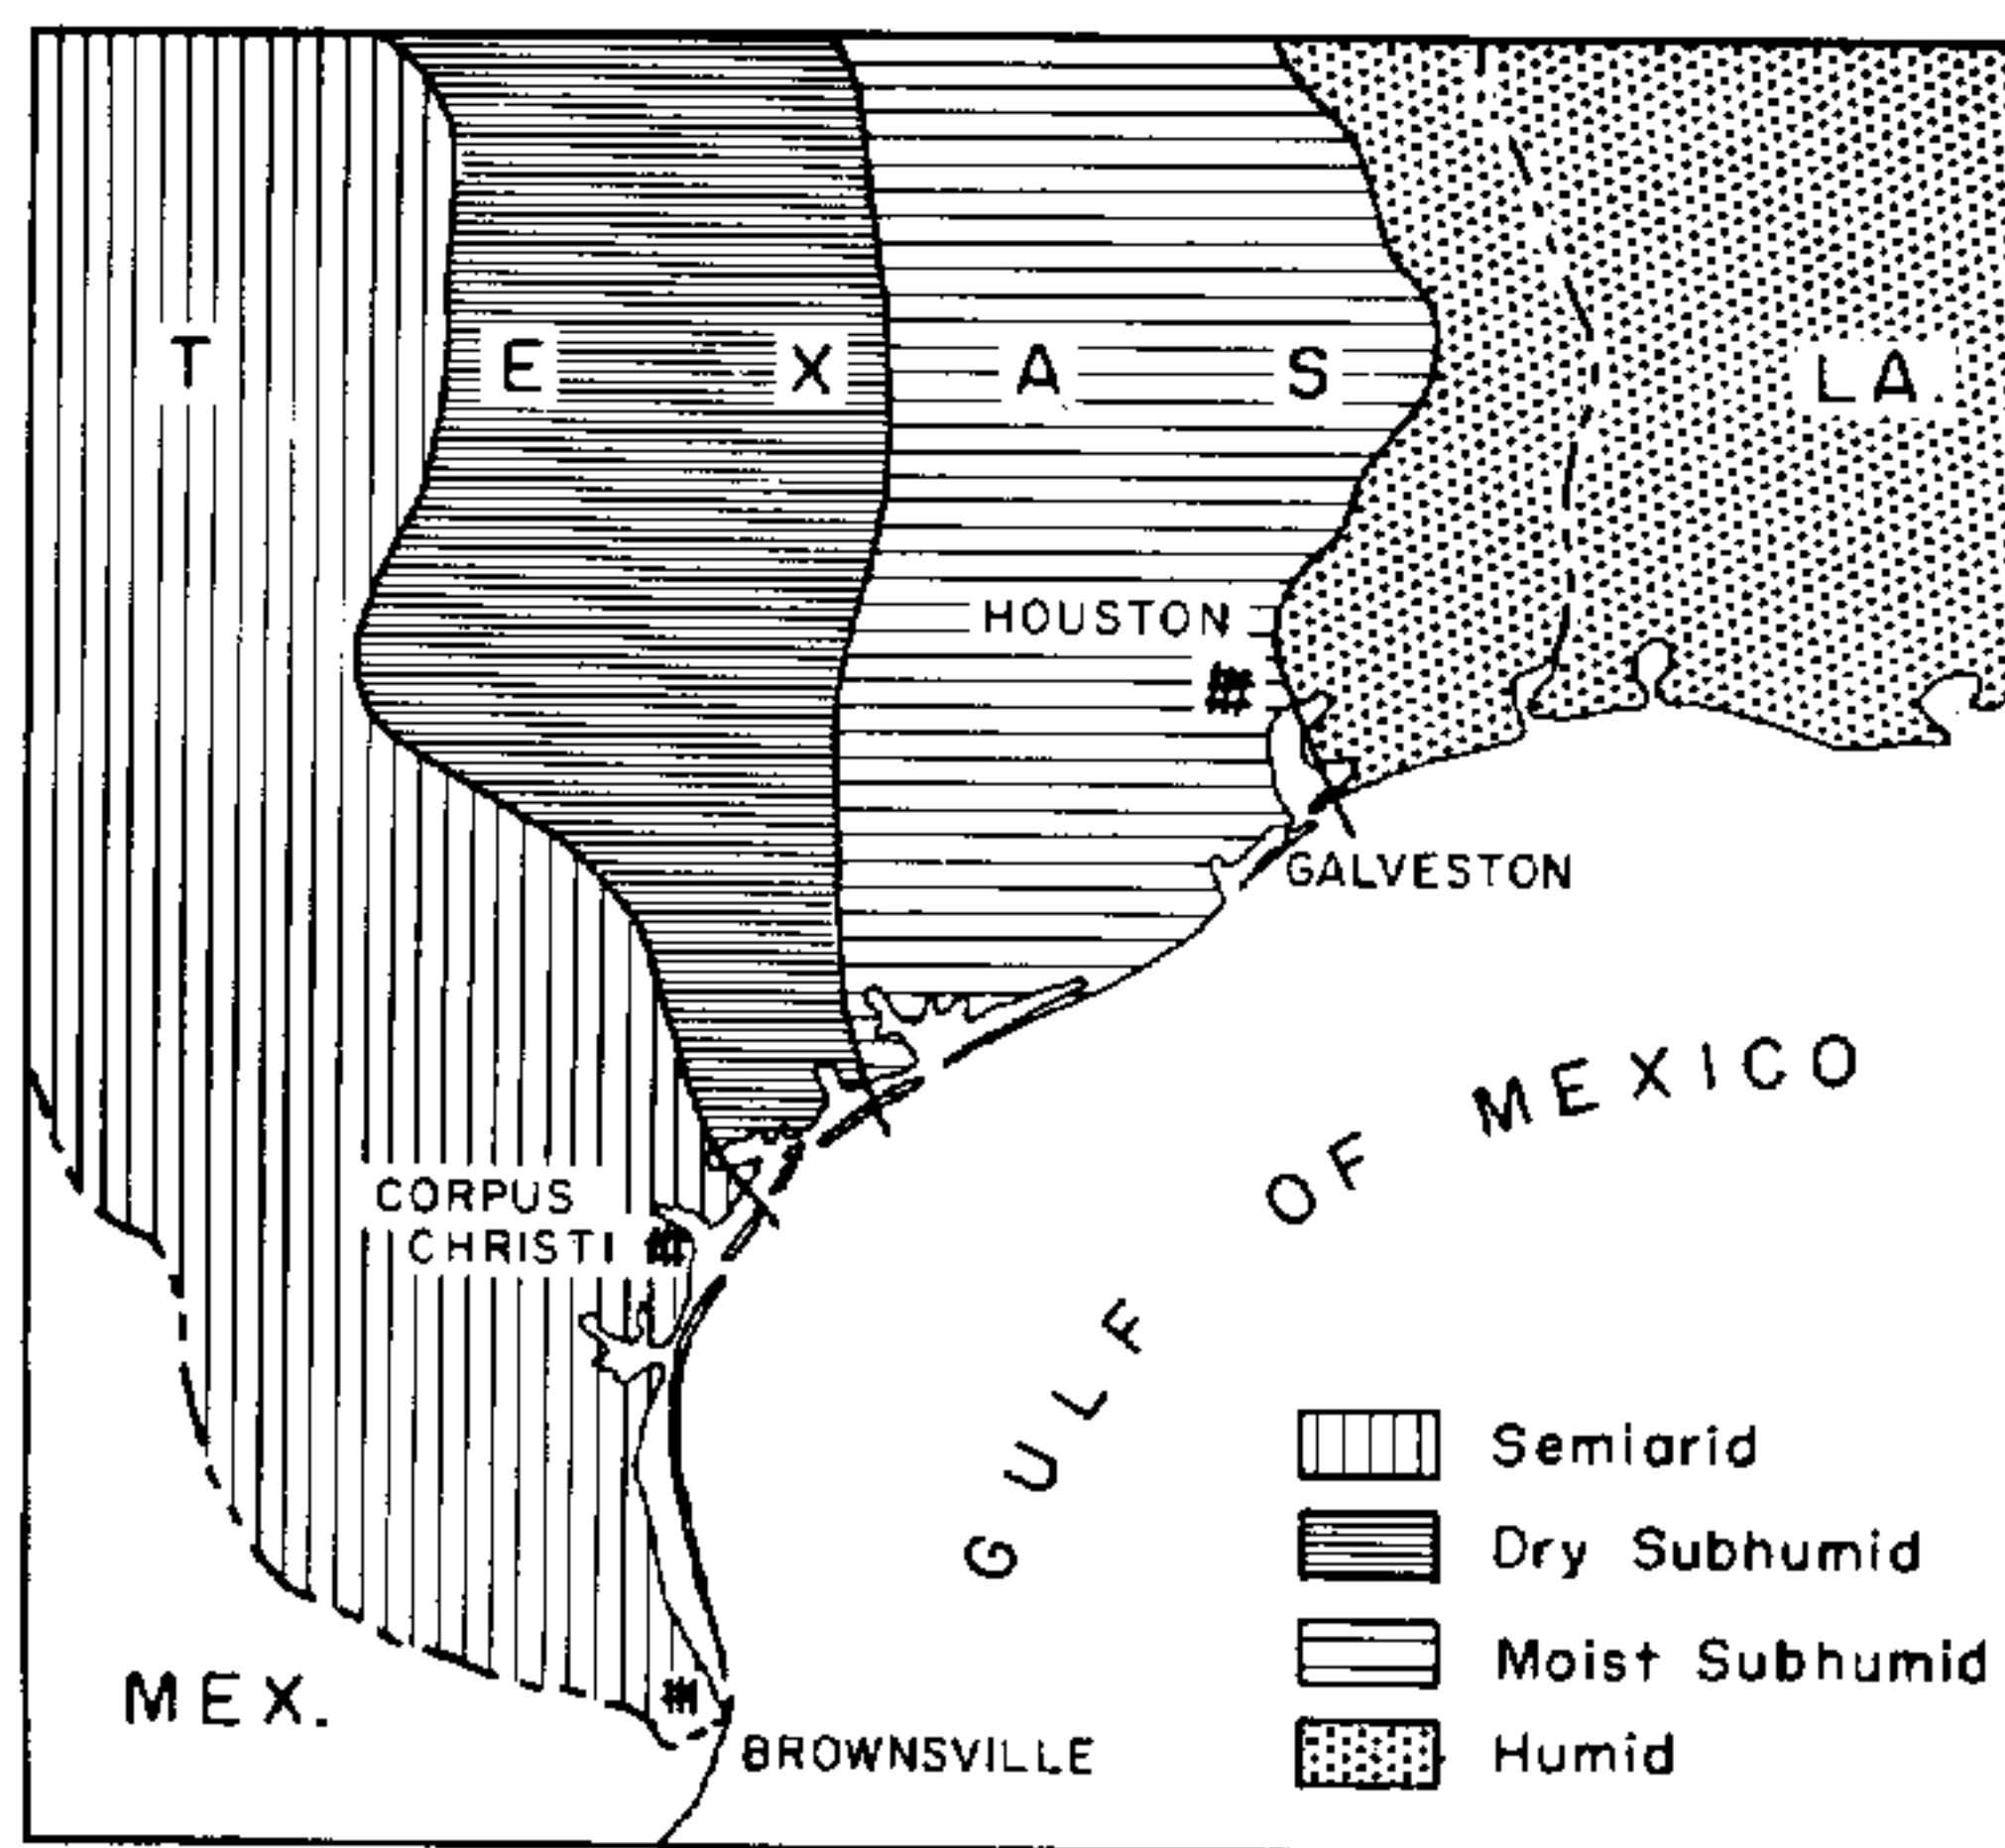 T E X A S
LA.
HOUSTON
GALVESTON
GULF OF MEXICO
CORPUS
CHRISTI
MEX.
BROWNSVILLE
Semiarid
Dry Subhumid
Moist Subhumid
Humid